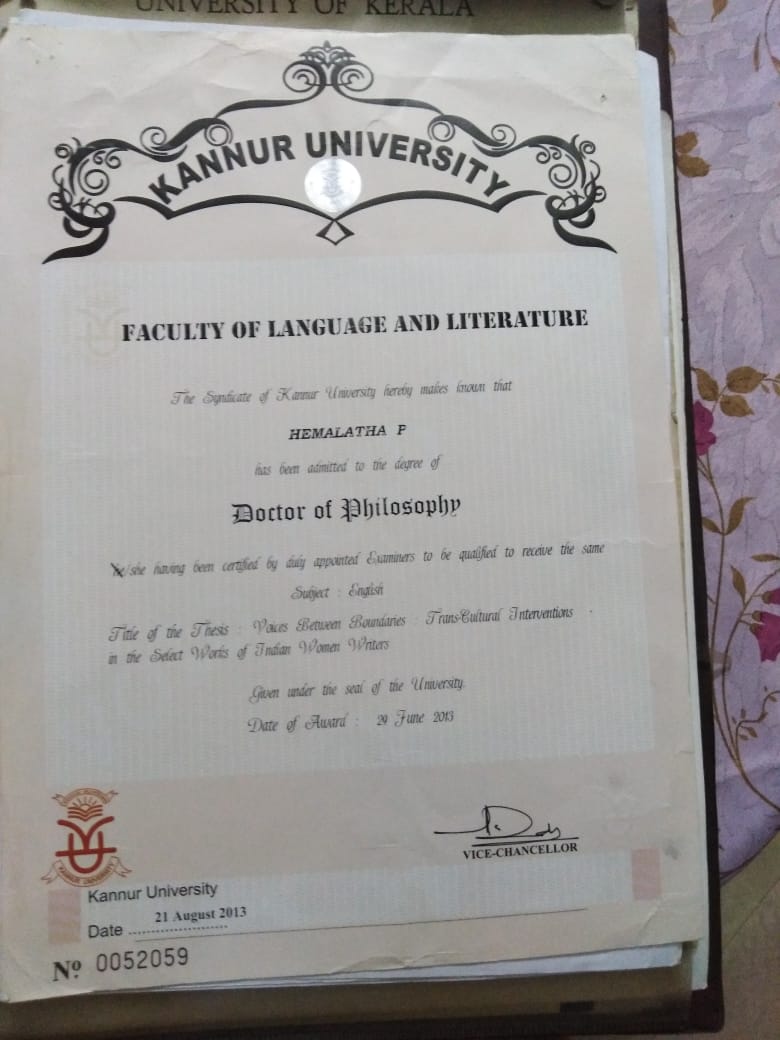 UNIVERSITY OF KERALA
KANNUR UNIVERSITY
FACULTY OF LANGUAGE AND LITERATURE
The Syndicate of Kannur University hereby makes known that
HEMALATHA P
has been admitted to the degree of
Doctor of Philosophy
he/she having been certified by duly appointed Examiners to be qualified to receive the same
Subject : English
Title of the Thesis : Voices Between Boundaries : Trans-Cultural Interventions
in the Select Works of Indian Women Writers
Given under the seal of the University.
Date of Award : 29 June 2013
VICE-CHANCELLOR
KANNUR UNIVERSITY
Kannur University
Date 21 August 2013
Nº 0052059